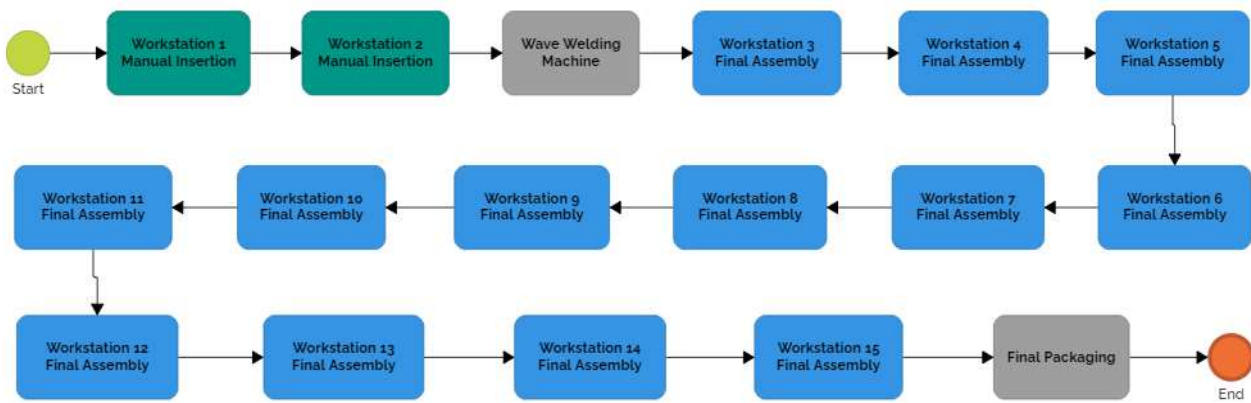 Start
Workstation 1
Manual Insertion
Workstation 2
Manual Insertion
Wave Welding
Machine
Workstation 3
Final Assembly
Workstation 4
Final Assembly
Workstation 5
Final Assembly
Workstation 6
Final Assembly
Workstation 7
Final Assembly
Workstation 8
Final Assembly
Workstation 9
Final Assembly
Workstation 10
Final Assembly
Workstation 11
Final Assembly
Workstation 12
Final Assembly
Workstation 13
Final Assembly
Workstation 14
Final Assembly
Workstation 15
Final Assembly
Final Packaging
End